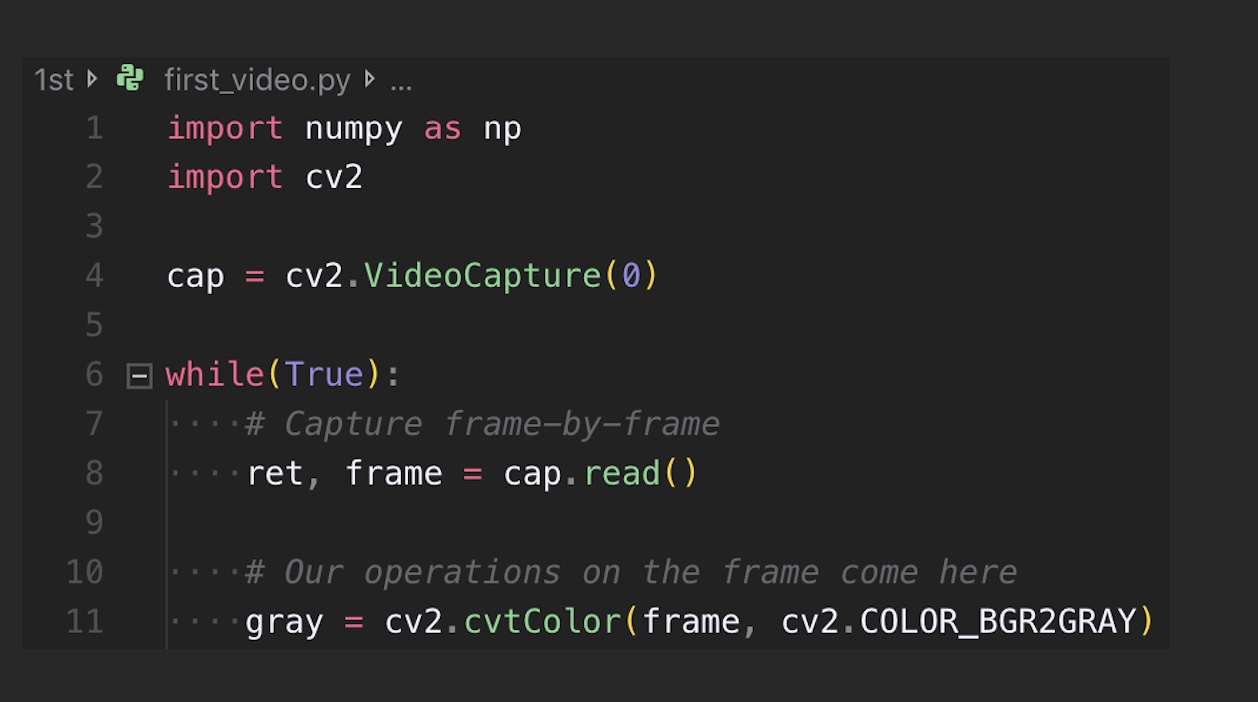 1st first_video.py ...
1 import numpy as np
2 import cv2
3
4 cap = cv2.VideoCapture(0)
5
6 while(True):
7     # Capture frame-by-frame
8     ret, frame = cap.read()
9
10     # Our operations on the frame come here
11     gray = cv2.cvtColor(frame, cv2.COLOR_BGR2GRAY)